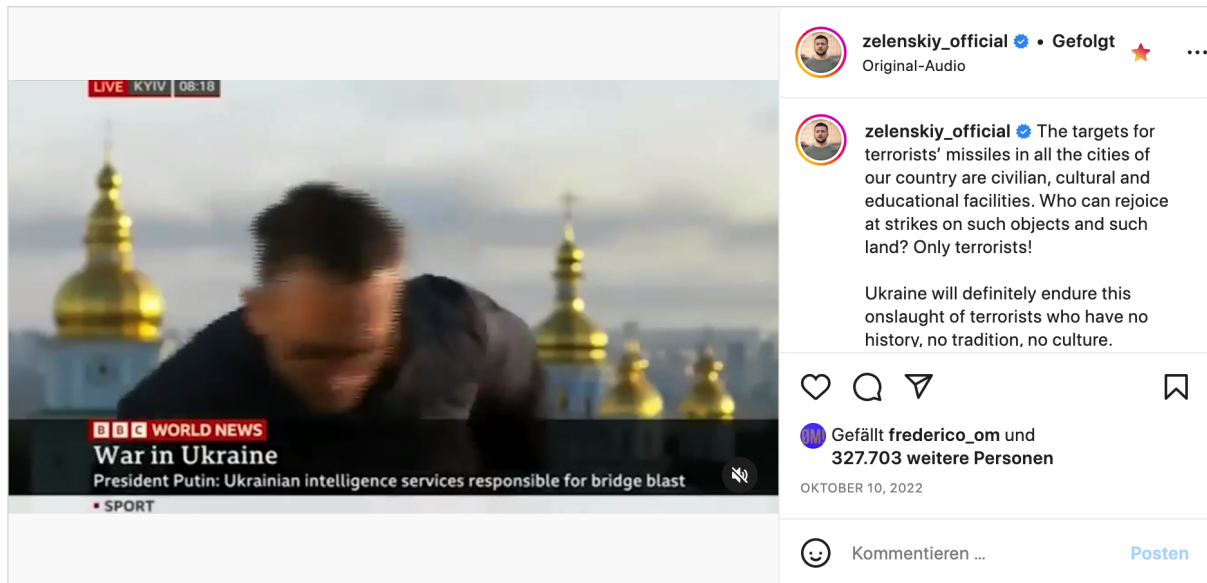 LIVE KYIV 08:18
BBC WORLD NEWS
War in Ukraine
President Putin: Ukrainian intelligence services responsible for bridge blast
▪ SPORT
zelenskiy_official • Gefolgt
Original-Audio
zelenskiy_official The targets for
terrorists’ missiles in all the cities of
our country are civilian, cultural and
educational facilities. Who can rejoice
at strikes on such objects and such
land? Only terrorists!
Ukraine will definitely endure this
onslaught of terrorists who have no
history, no tradition, no culture.
ØM!
Gefällt frederico_om und
327.703 weitere Personen
OKTOBER 10, 2022
Kommentieren ...
Posten